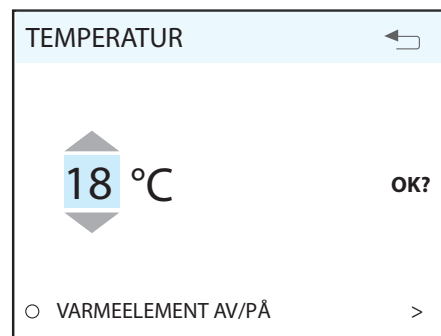 TEMPERATUR
18 °C
OK?
VARMEELEMENT AV/PÅ >